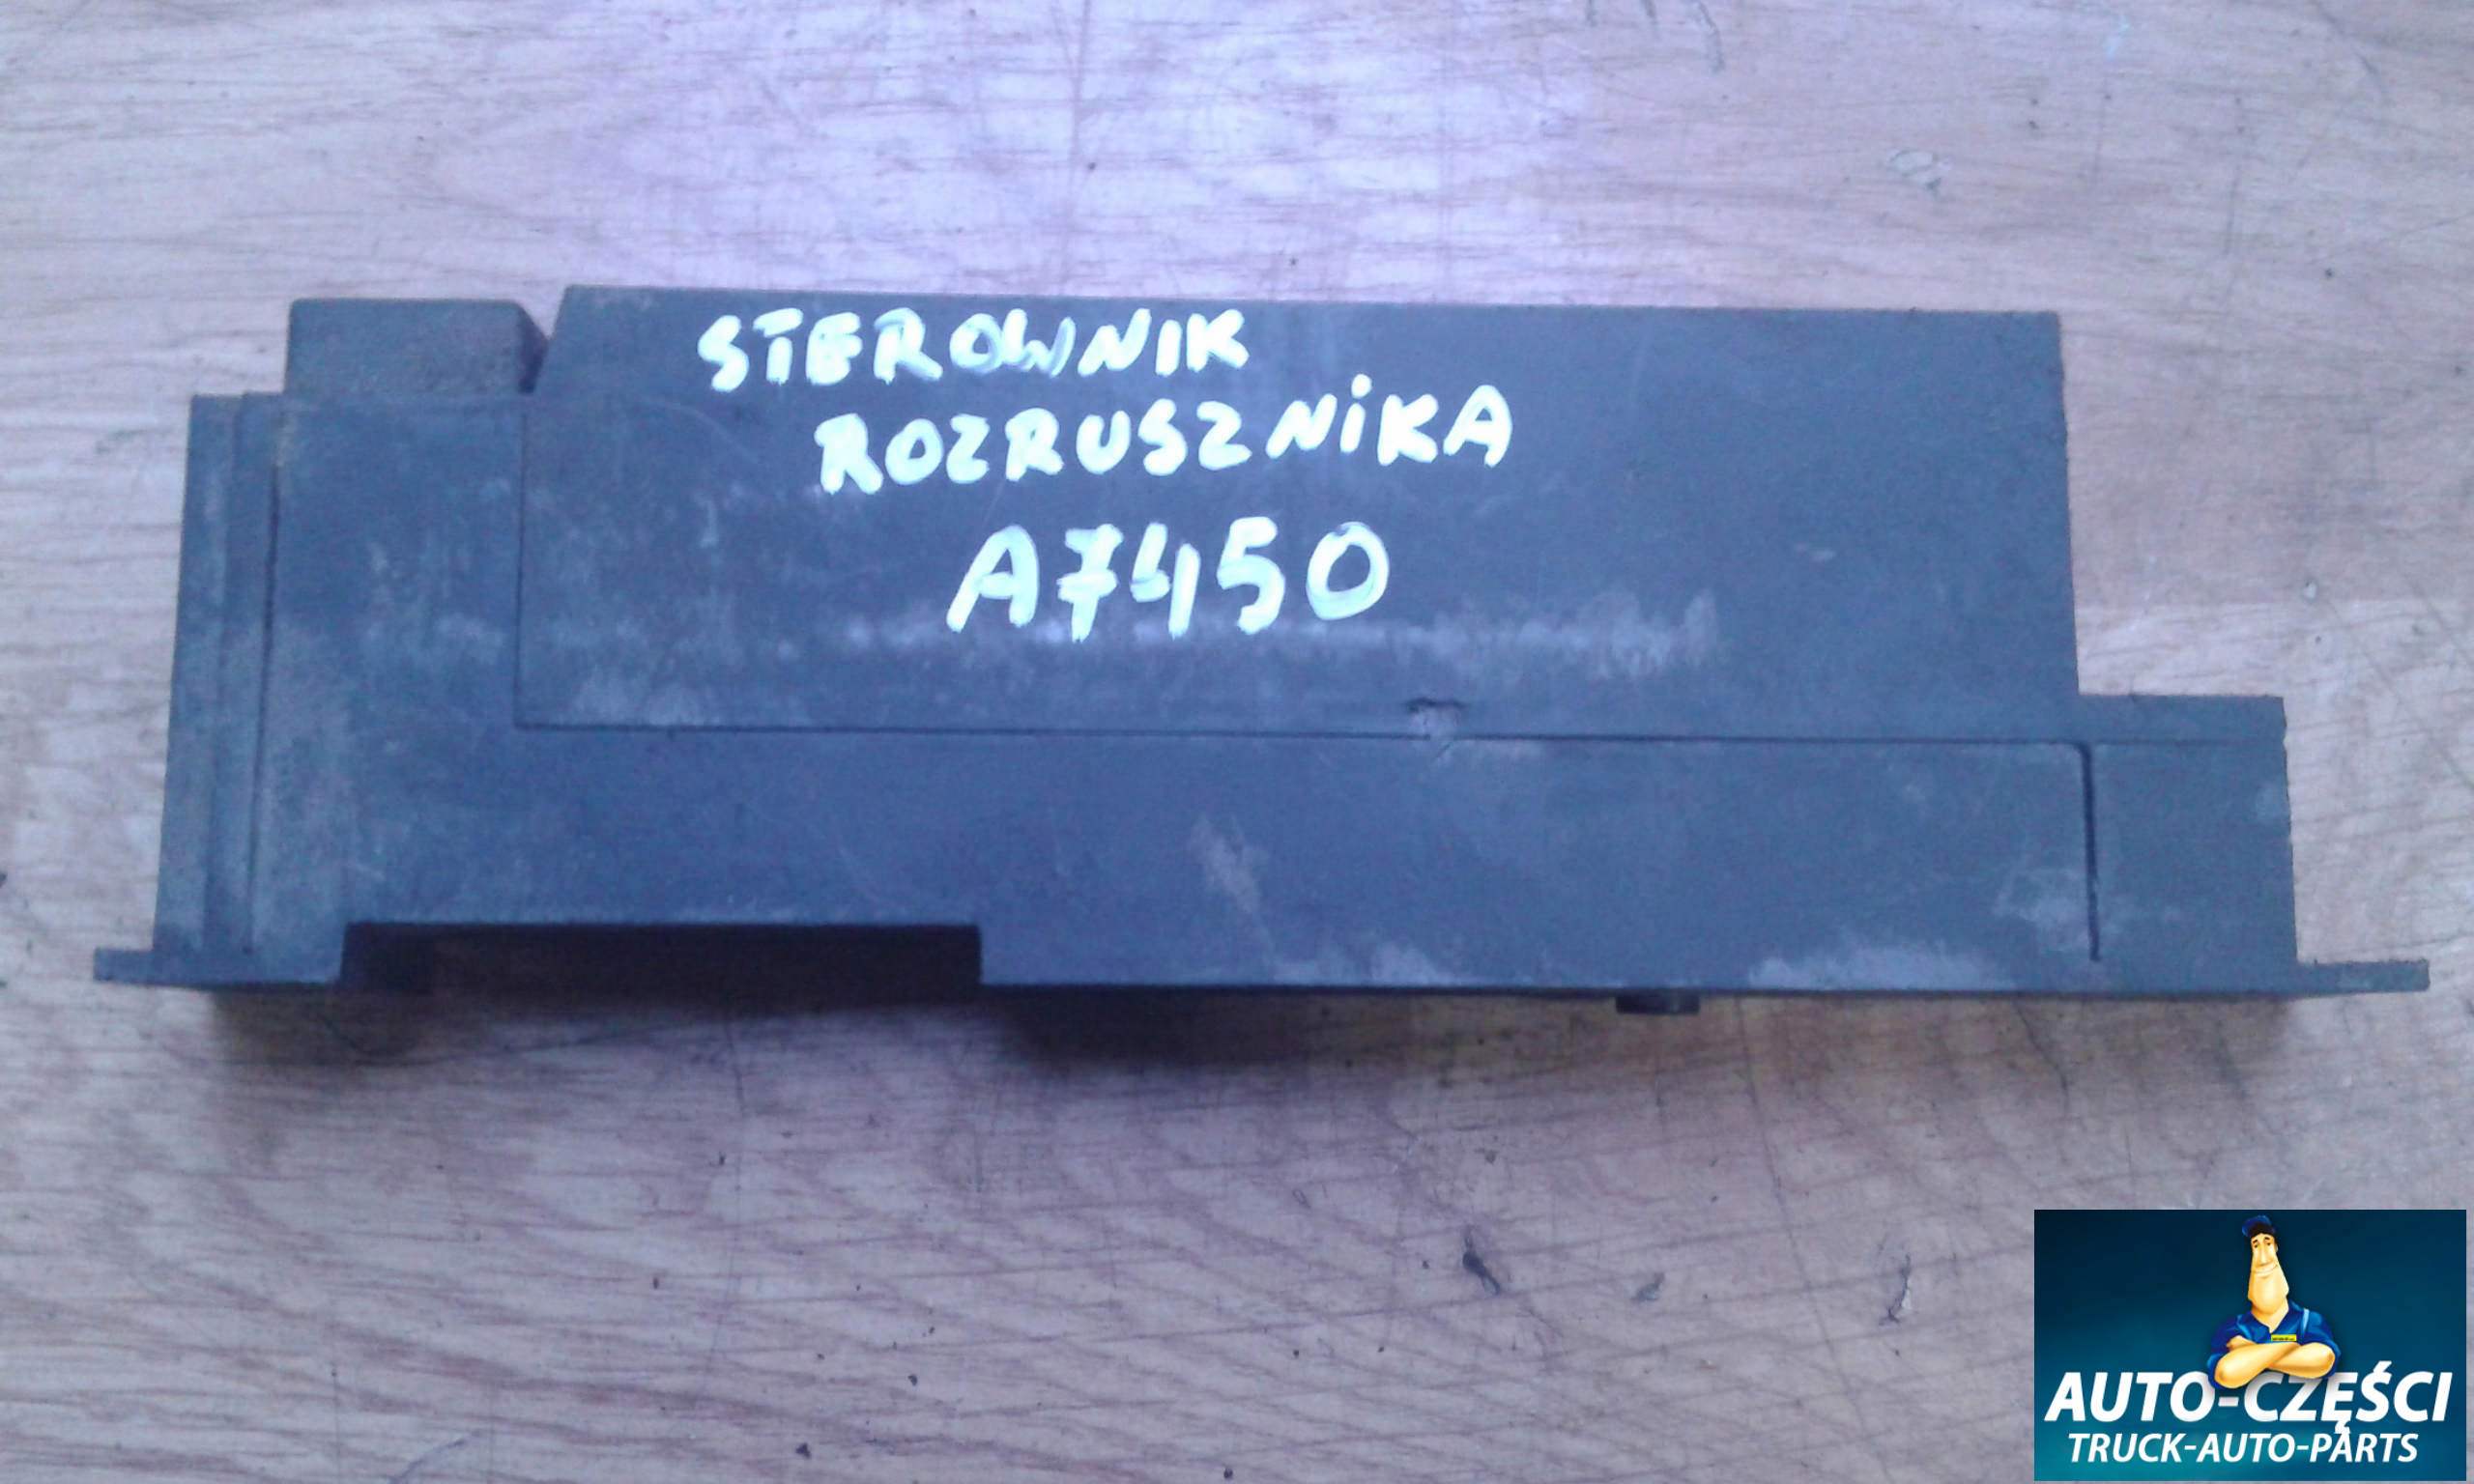 STEROWNIK
ROZRUSZNiKA
A7450
AUTO-CZĘŚCI
TRUCK-AUTO-PARTS